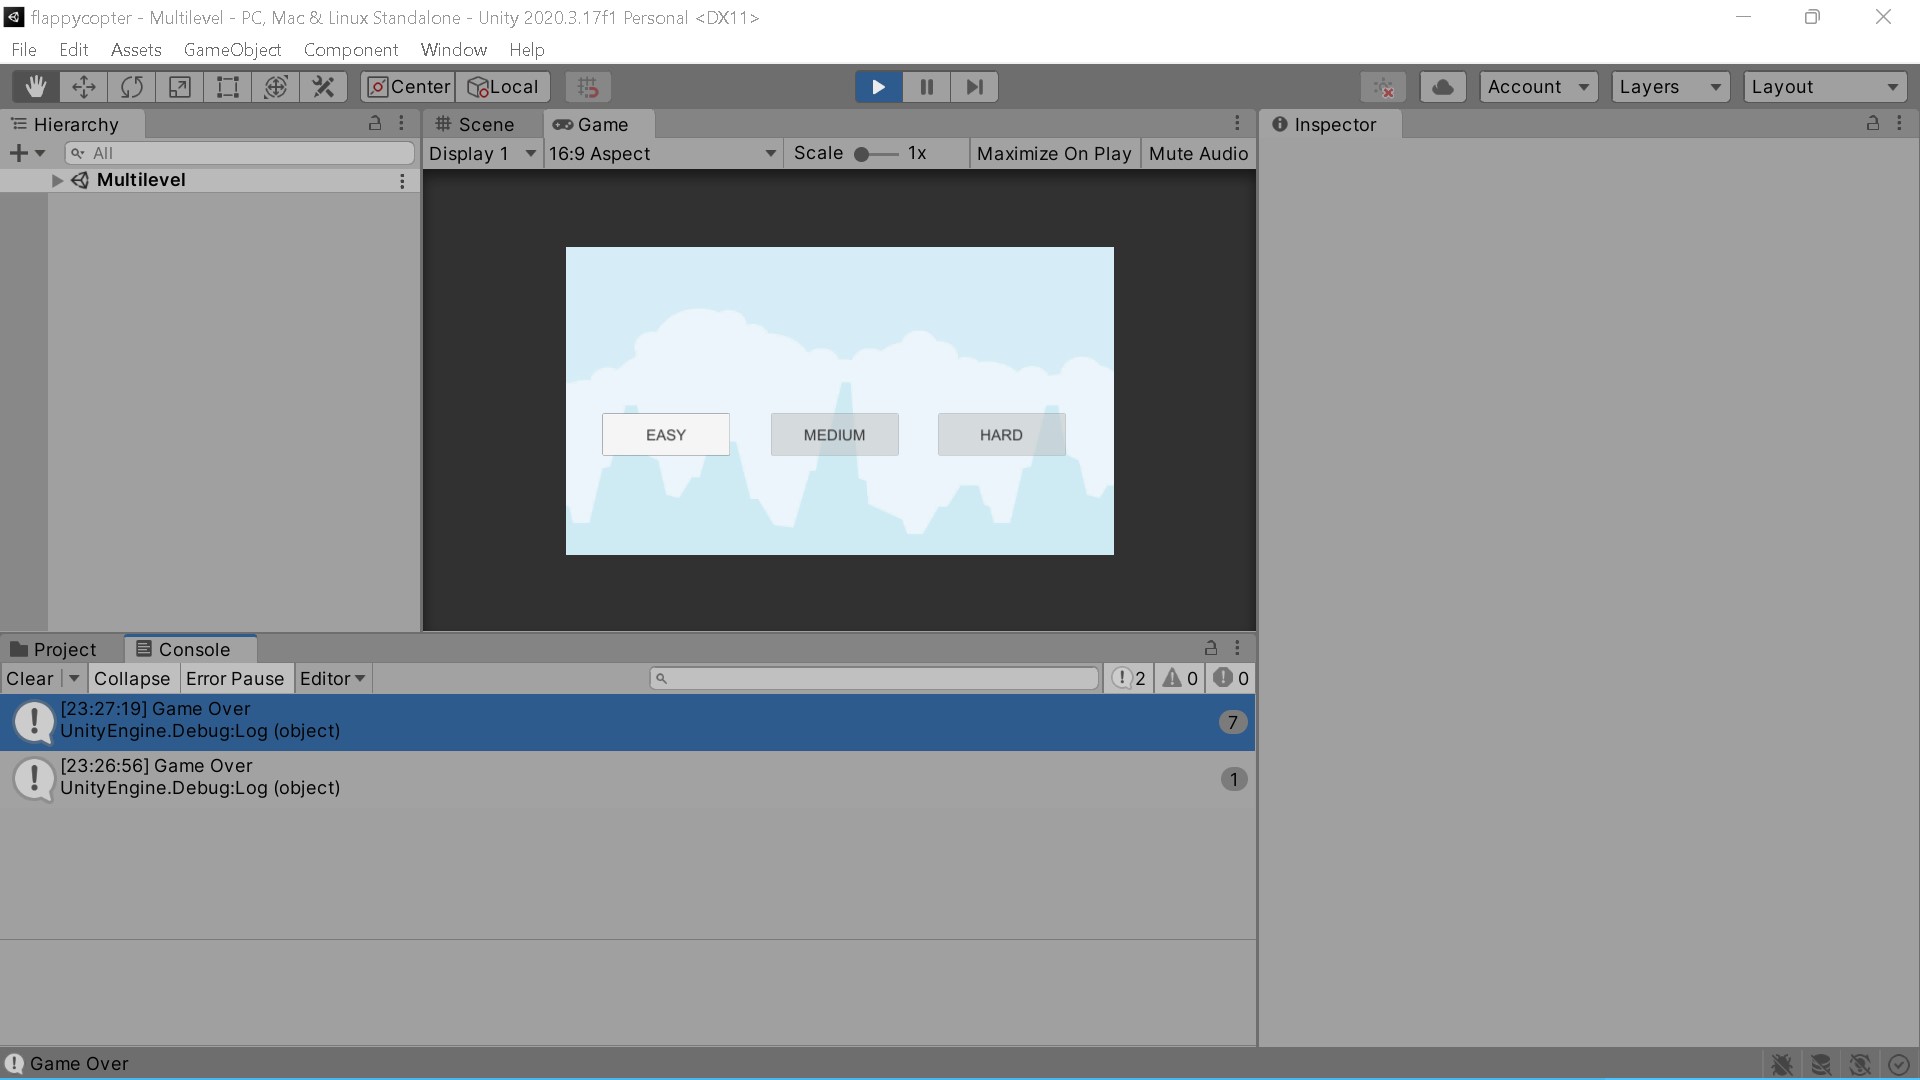 flappycopter - Multilevel - PC, Mac & Linux Standalone - Unity 2020.3.17f1 Personal <DX11>
File Edit Assets GameObject Component Window Help
Center Local Account Layers Layout
Hierarchy Scene Game Inspector
All Display 1 16:9 Aspect Scale 1x Maximize On Play Mute Audio
Multilevel
EASY MEDIUM HARD
Project Console
Clear Collapse Error Pause Editor 2 0 0
[23:27:19] Game Over
UnityEngine.Debug:Log (object)
7
[23:26:56] Game Over
UnityEngine.Debug:Log (object)
1
Game Over